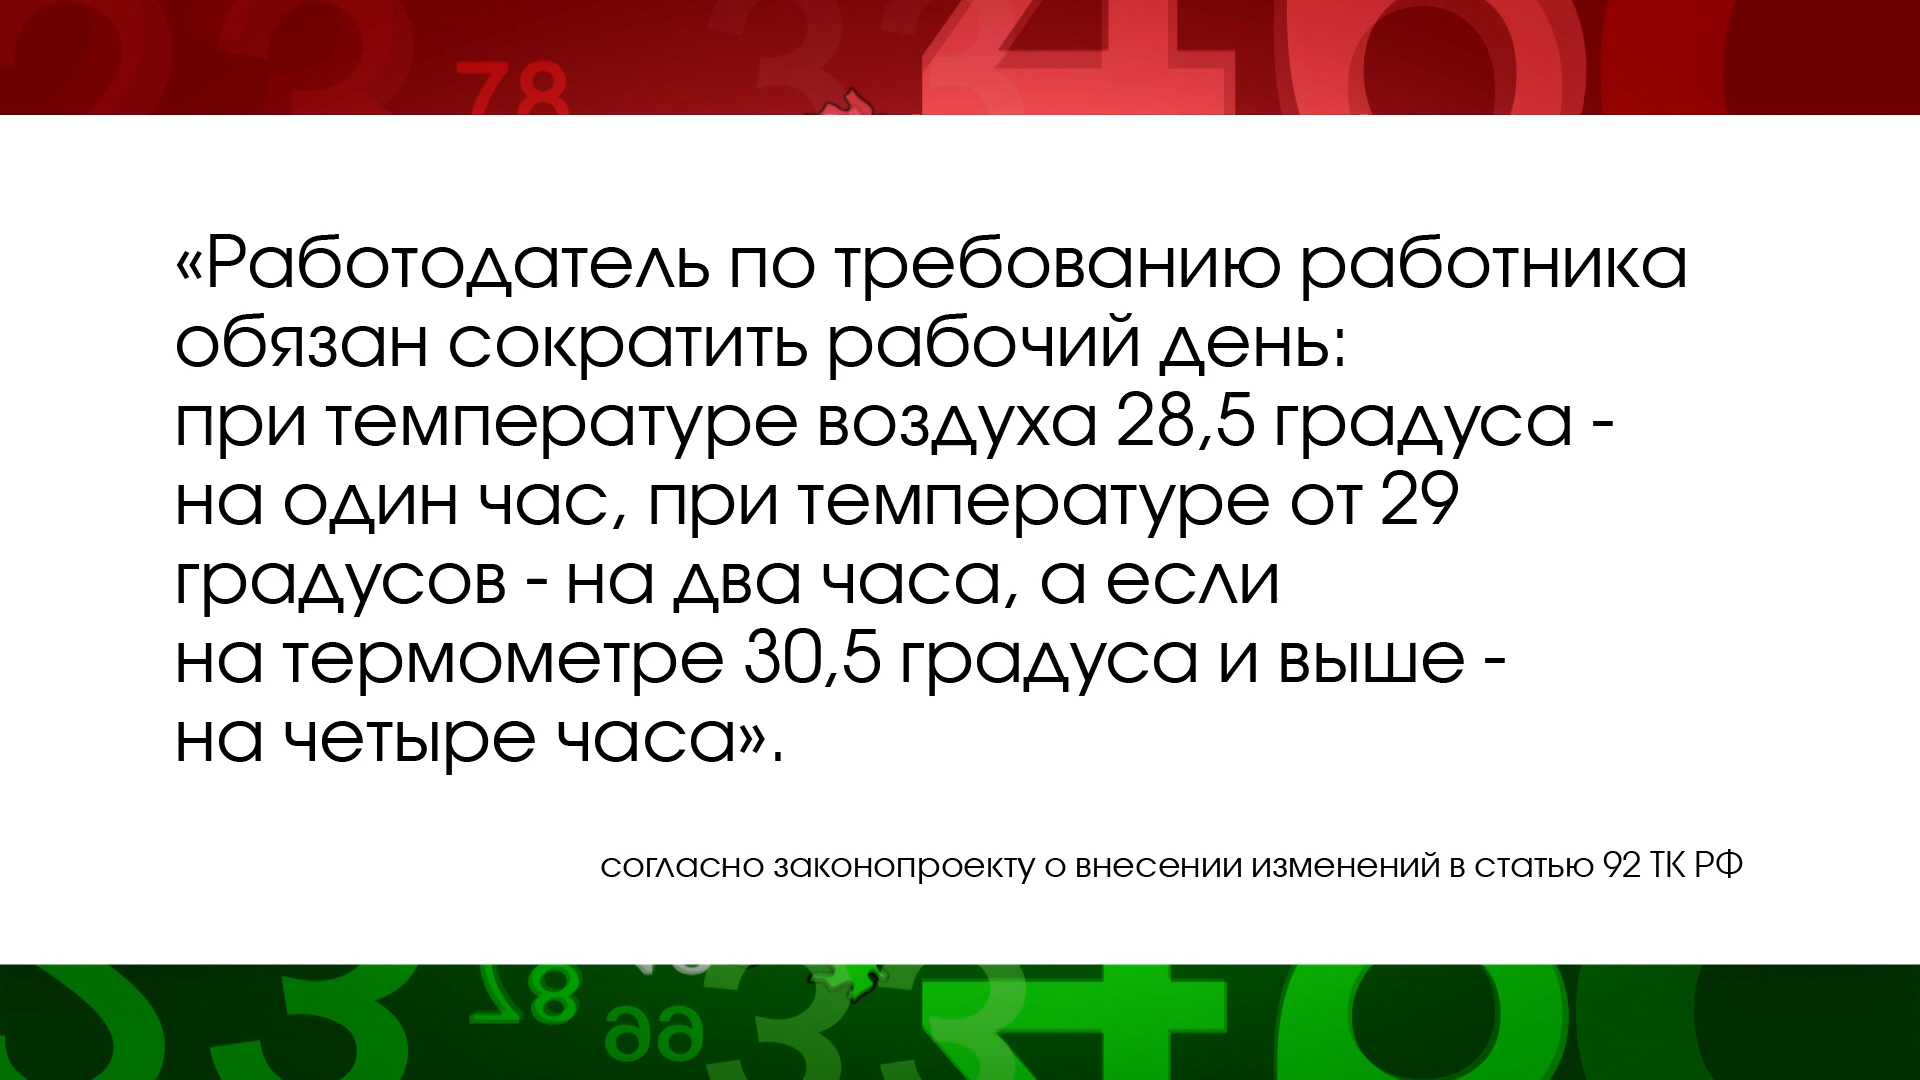 78
«Работодатель по требованию работника
обязан сократить рабочий день:
при температуре воздуха 28,5 градуса -
на один час, при температуре от 29
градусов - на два часа, а если
на термометре 30,5 градуса и выше -
на четыре часа».
согласно законопроекту о внесении изменений в статью 92 ТК РФ